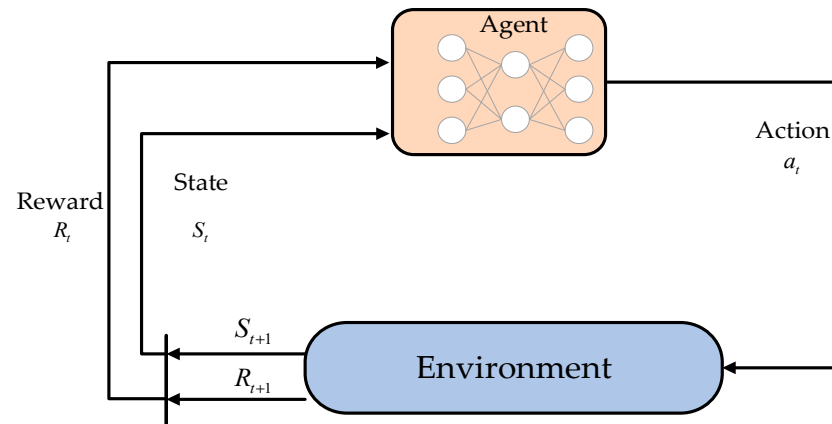 Agent
Action
a_t
State
Reward
R_t
S_t
S_{t+1}
Environment
R_{t+1}